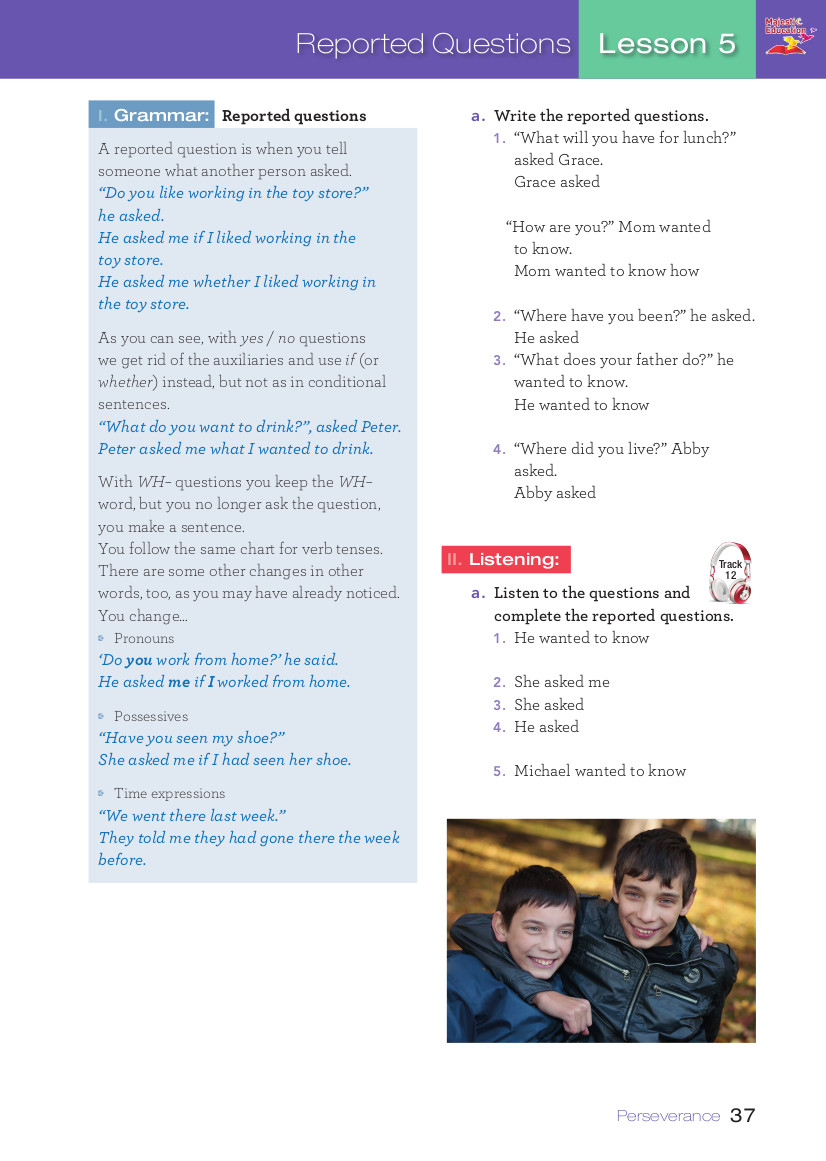 Reported Questions Lesson 5
Majestic
Education
I. Grammar: Reported questions
A reported question is when you tell
someone what another person asked.
“Do you like working in the toy store?”
he asked.
He asked me if I liked working in the
toy store.
He asked me whether I liked working in
the toy store.
As you can see, with yes / no questions
we get rid of the auxiliaries and use if (or
whether) instead, but not as in conditional
sentences.
“What do you want to drink?”, asked Peter.
Peter asked me what I wanted to drink.
With WH– questions you keep the WH–
word, but you no longer ask the question,
you make a sentence.
You follow the same chart for verb tenses.
There are some other changes in other
words, too, as you may have already noticed.
You change...
Pronouns
‘Do you work from home?’ he said.
He asked me if I worked from home.
Possessives
“Have you seen my shoe?”
She asked me if I had seen her shoe.
Time expressions
“We went there last week.”
They told me they had gone there the week
before.
a. Write the reported questions.
1. “What will you have for lunch?”
asked Grace.
Grace asked
“How are you?” Mom wanted
to know.
Mom wanted to know how
2. “Where have you been?” he asked.
He asked
3. “What does your father do?” he
wanted to know.
He wanted to know
4. “Where did you live?” Abby
asked.
Abby asked
II. Listening:
Track
12
a. Listen to the questions and
complete the reported questions.
1. He wanted to know
2. She asked me
3. She asked
4. He asked
5. Michael wanted to know
Perseverance 37